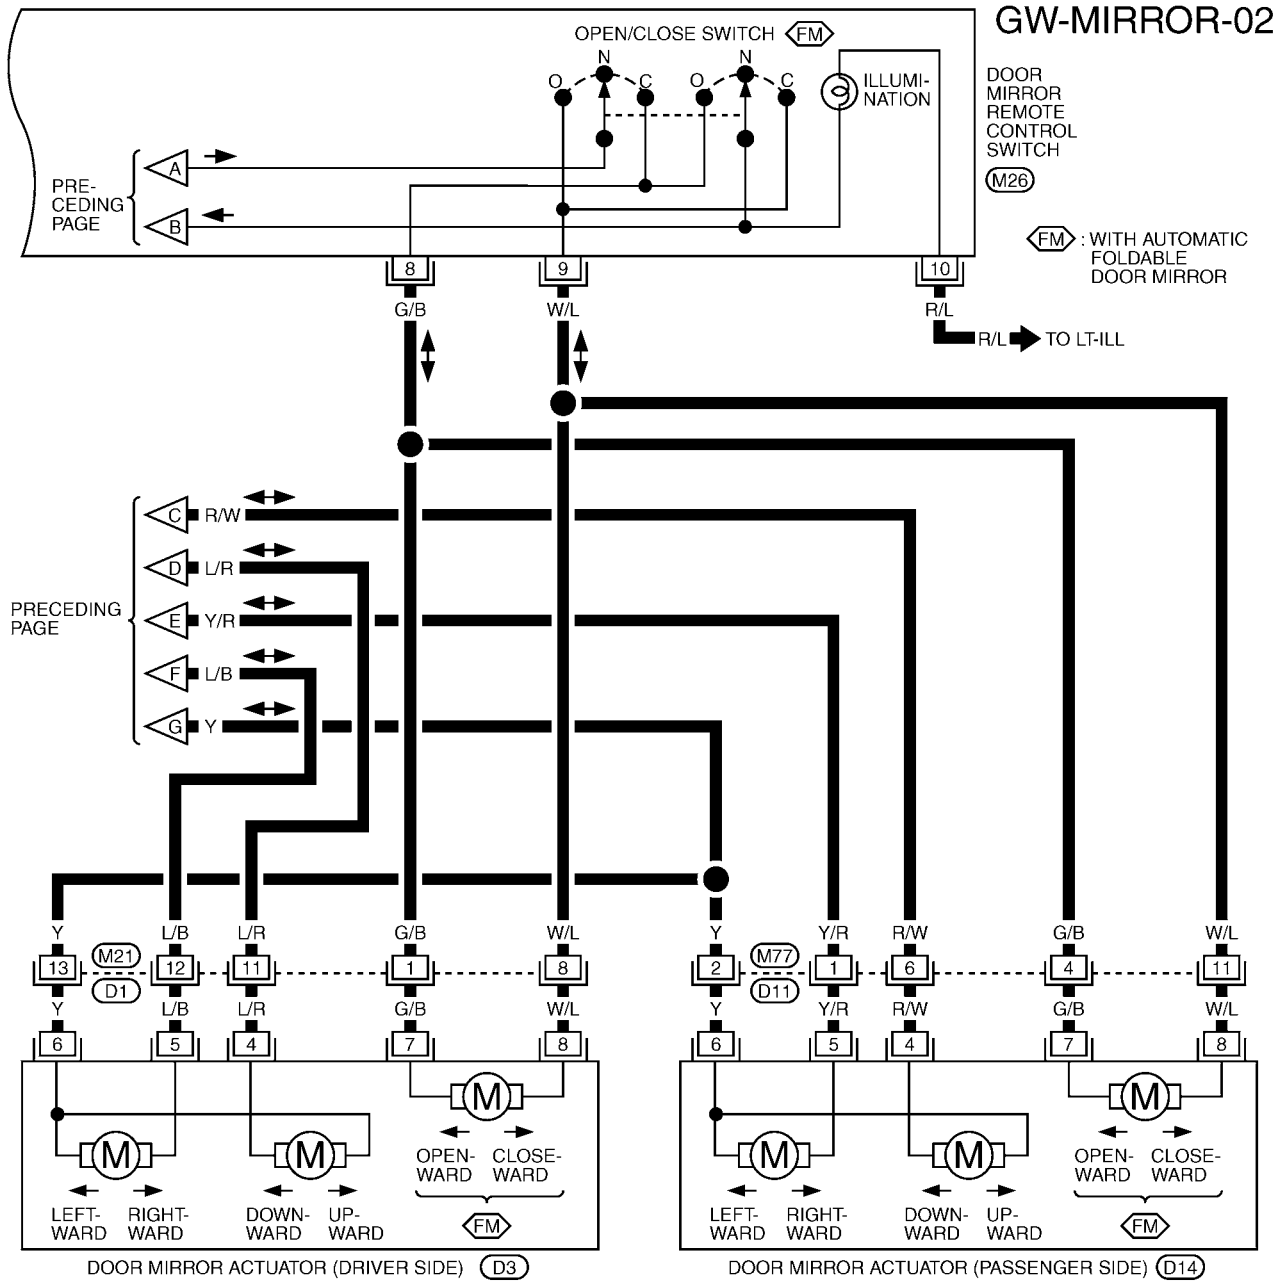 GW-MIRROR-02
OPEN/CLOSE SWITCH FM
O N C O N C
ILLUMI-
NATION
DOOR
MIRROR
REMOTE
CONTROL
SWITCH
M26
A
PRE-
CEDING
PAGE
B
FM : WITH AUTOMATIC
FOLDABLE
DOOR MIRROR
8 9 10
G/B W/L R/L
R/L TO LT-ILL
C R/W
D L/R
PRECEDING
PAGE
E Y/R
F L/B
G Y
Y L/B L/R G/B W/L Y Y/R R/W G/B W/L
13 M21 12 11 1 8 2 M77 1 6 4 11
D1 D11
Y L/B L/R G/B W/L Y Y/R R/W G/B W/L
6 5 4 7 8 6 5 4 7 8
M M
M M M M
OPEN-
WARD
CLOSE-
WARD
OPEN-
WARD
CLOSE-
WARD
LEFT-
WARD
RIGHT-
WARD
DOWN-
WARD
UP-
WARD
FM
LEFT-
WARD
RIGHT-
WARD
DOWN-
WARD
UP-
WARD
FM
DOOR MIRROR ACTUATOR (DRIVER SIDE) D3
DOOR MIRROR ACTUATOR (PASSENGER SIDE) D14